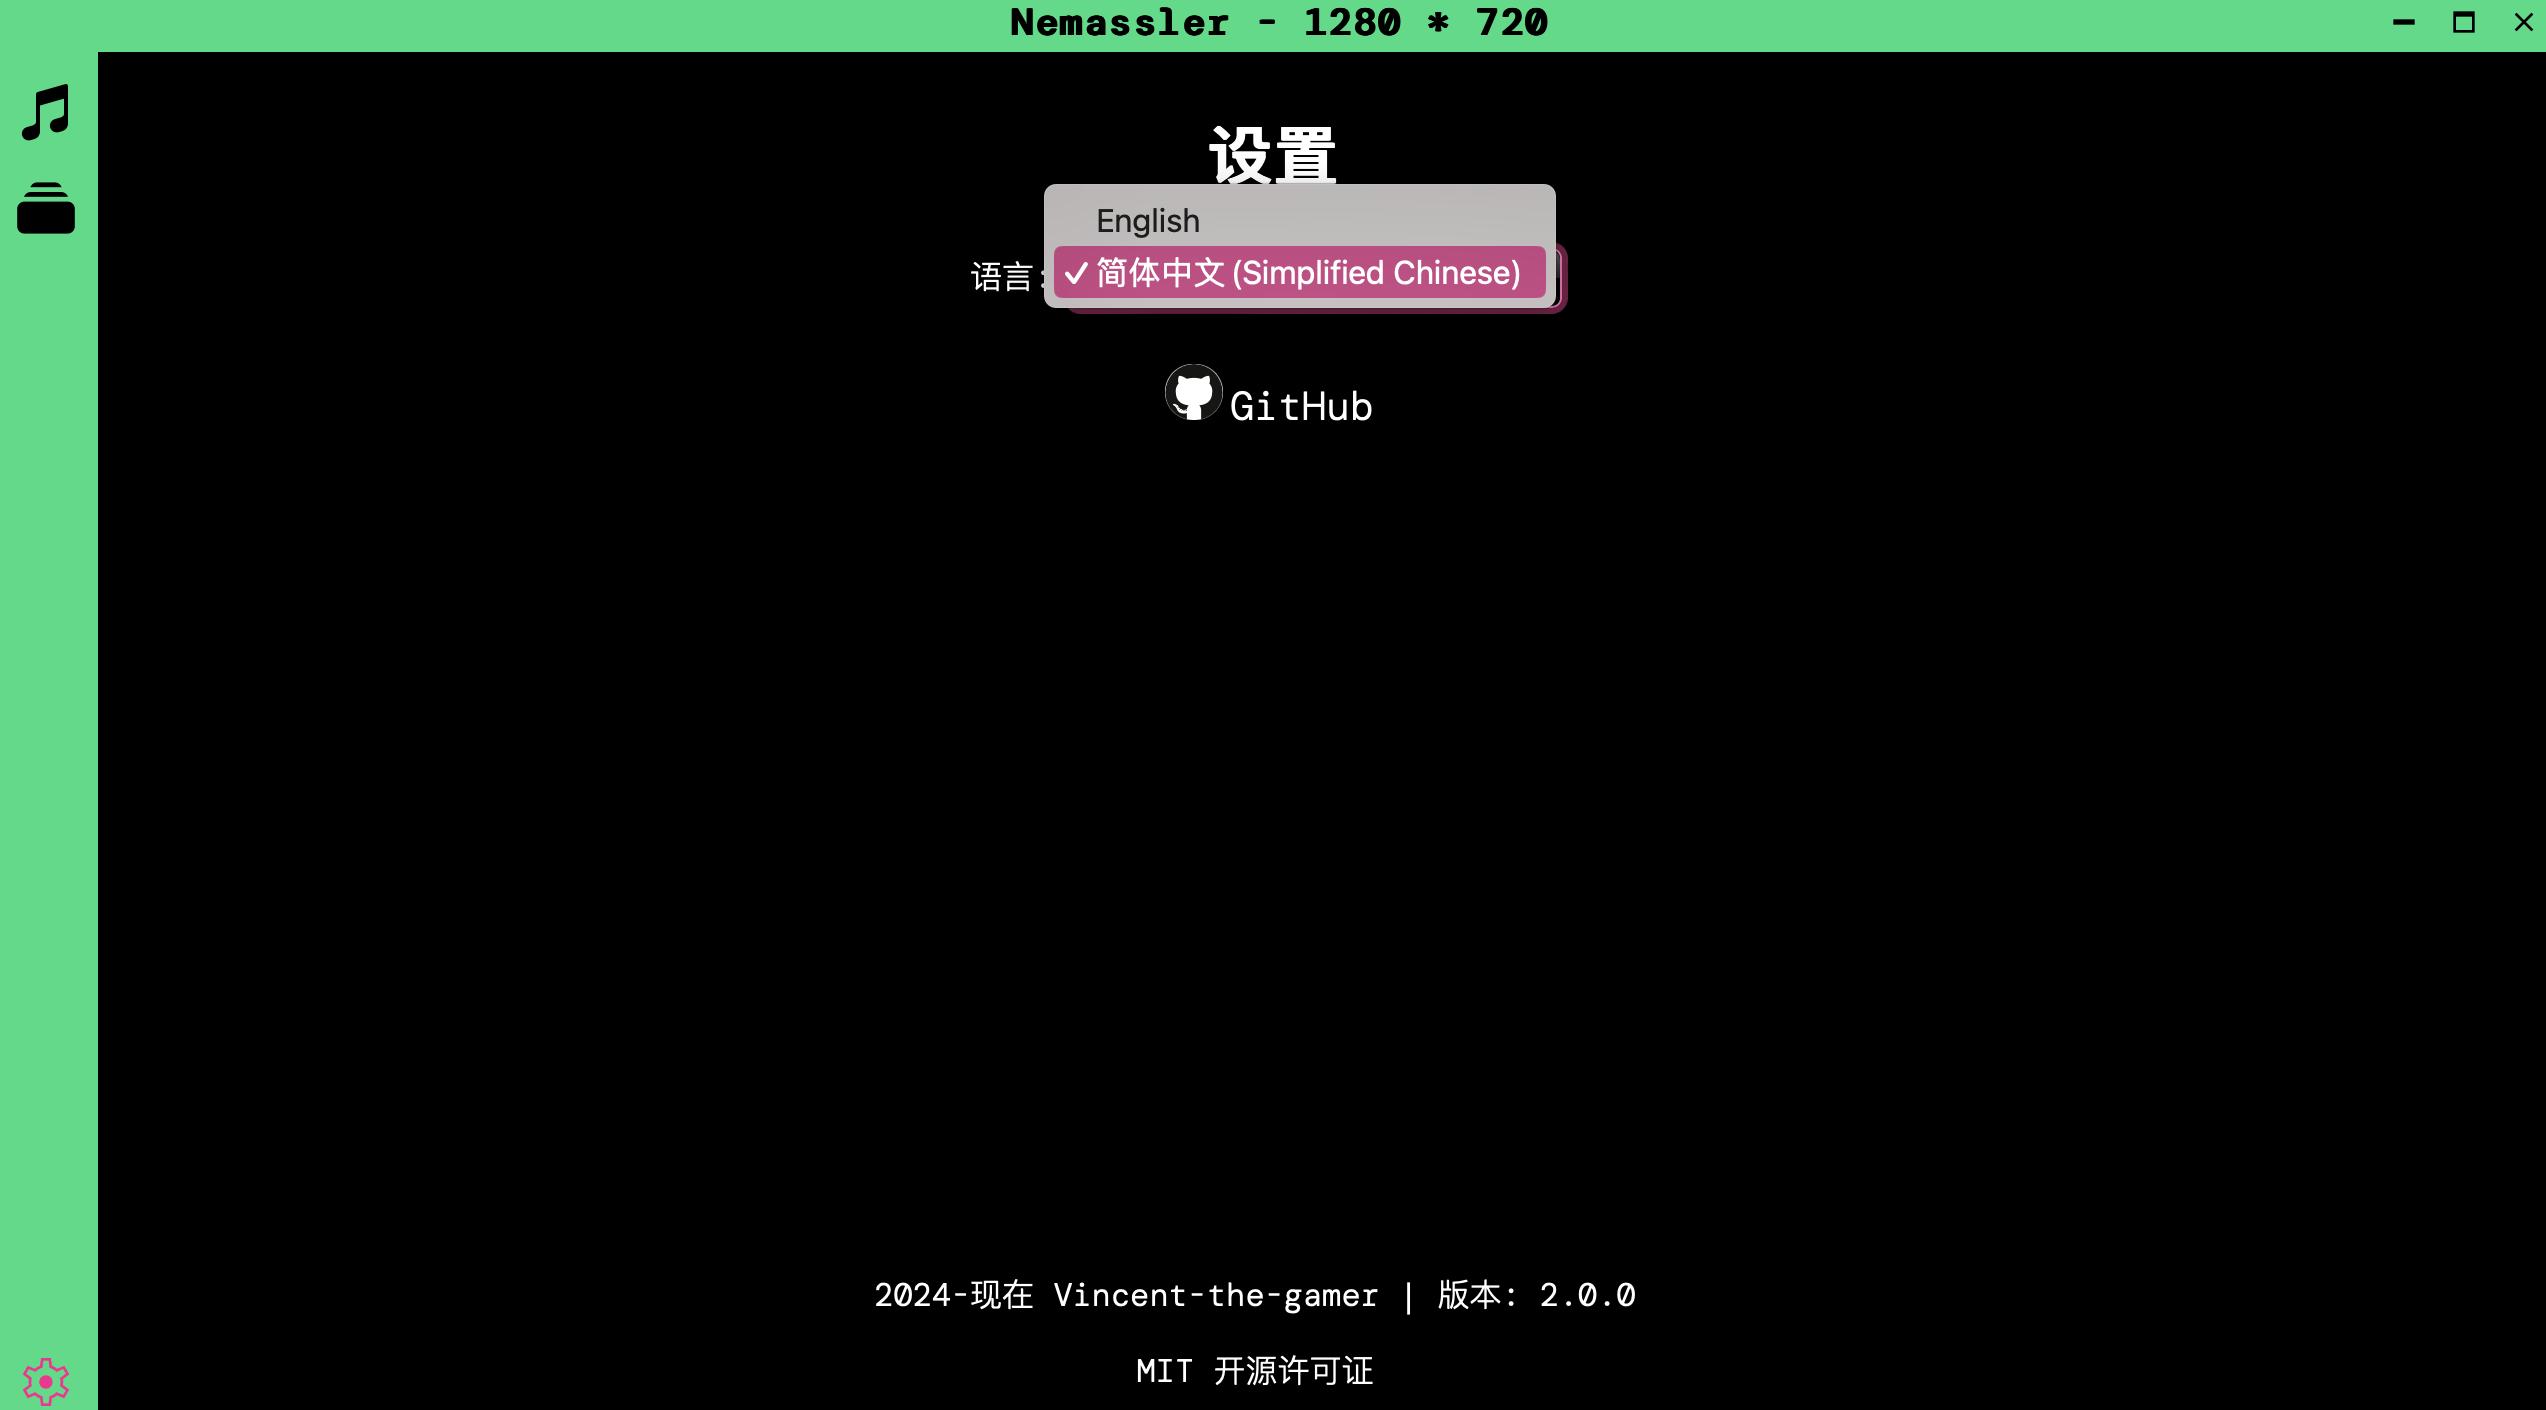 Nemassler - 1280 * 720
设置
English
语言:
✓ 简体中文 (Simplified Chinese)
GitHub
2024-现在 Vincent-the-gamer | 版本: 2.0.0
MIT 开源许可证